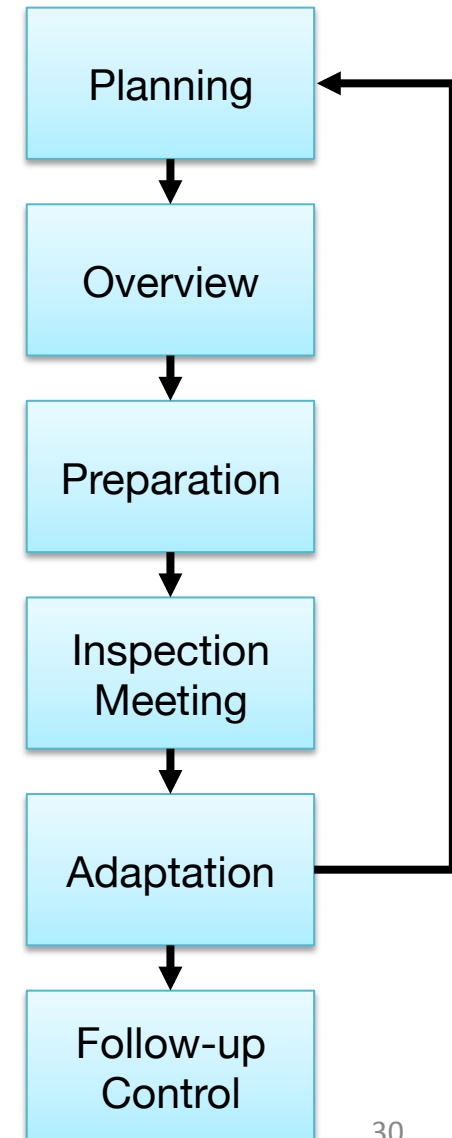 Planning
Overview
Preparation
Inspection
Meeting
Adaptation
Follow-up
Control
30